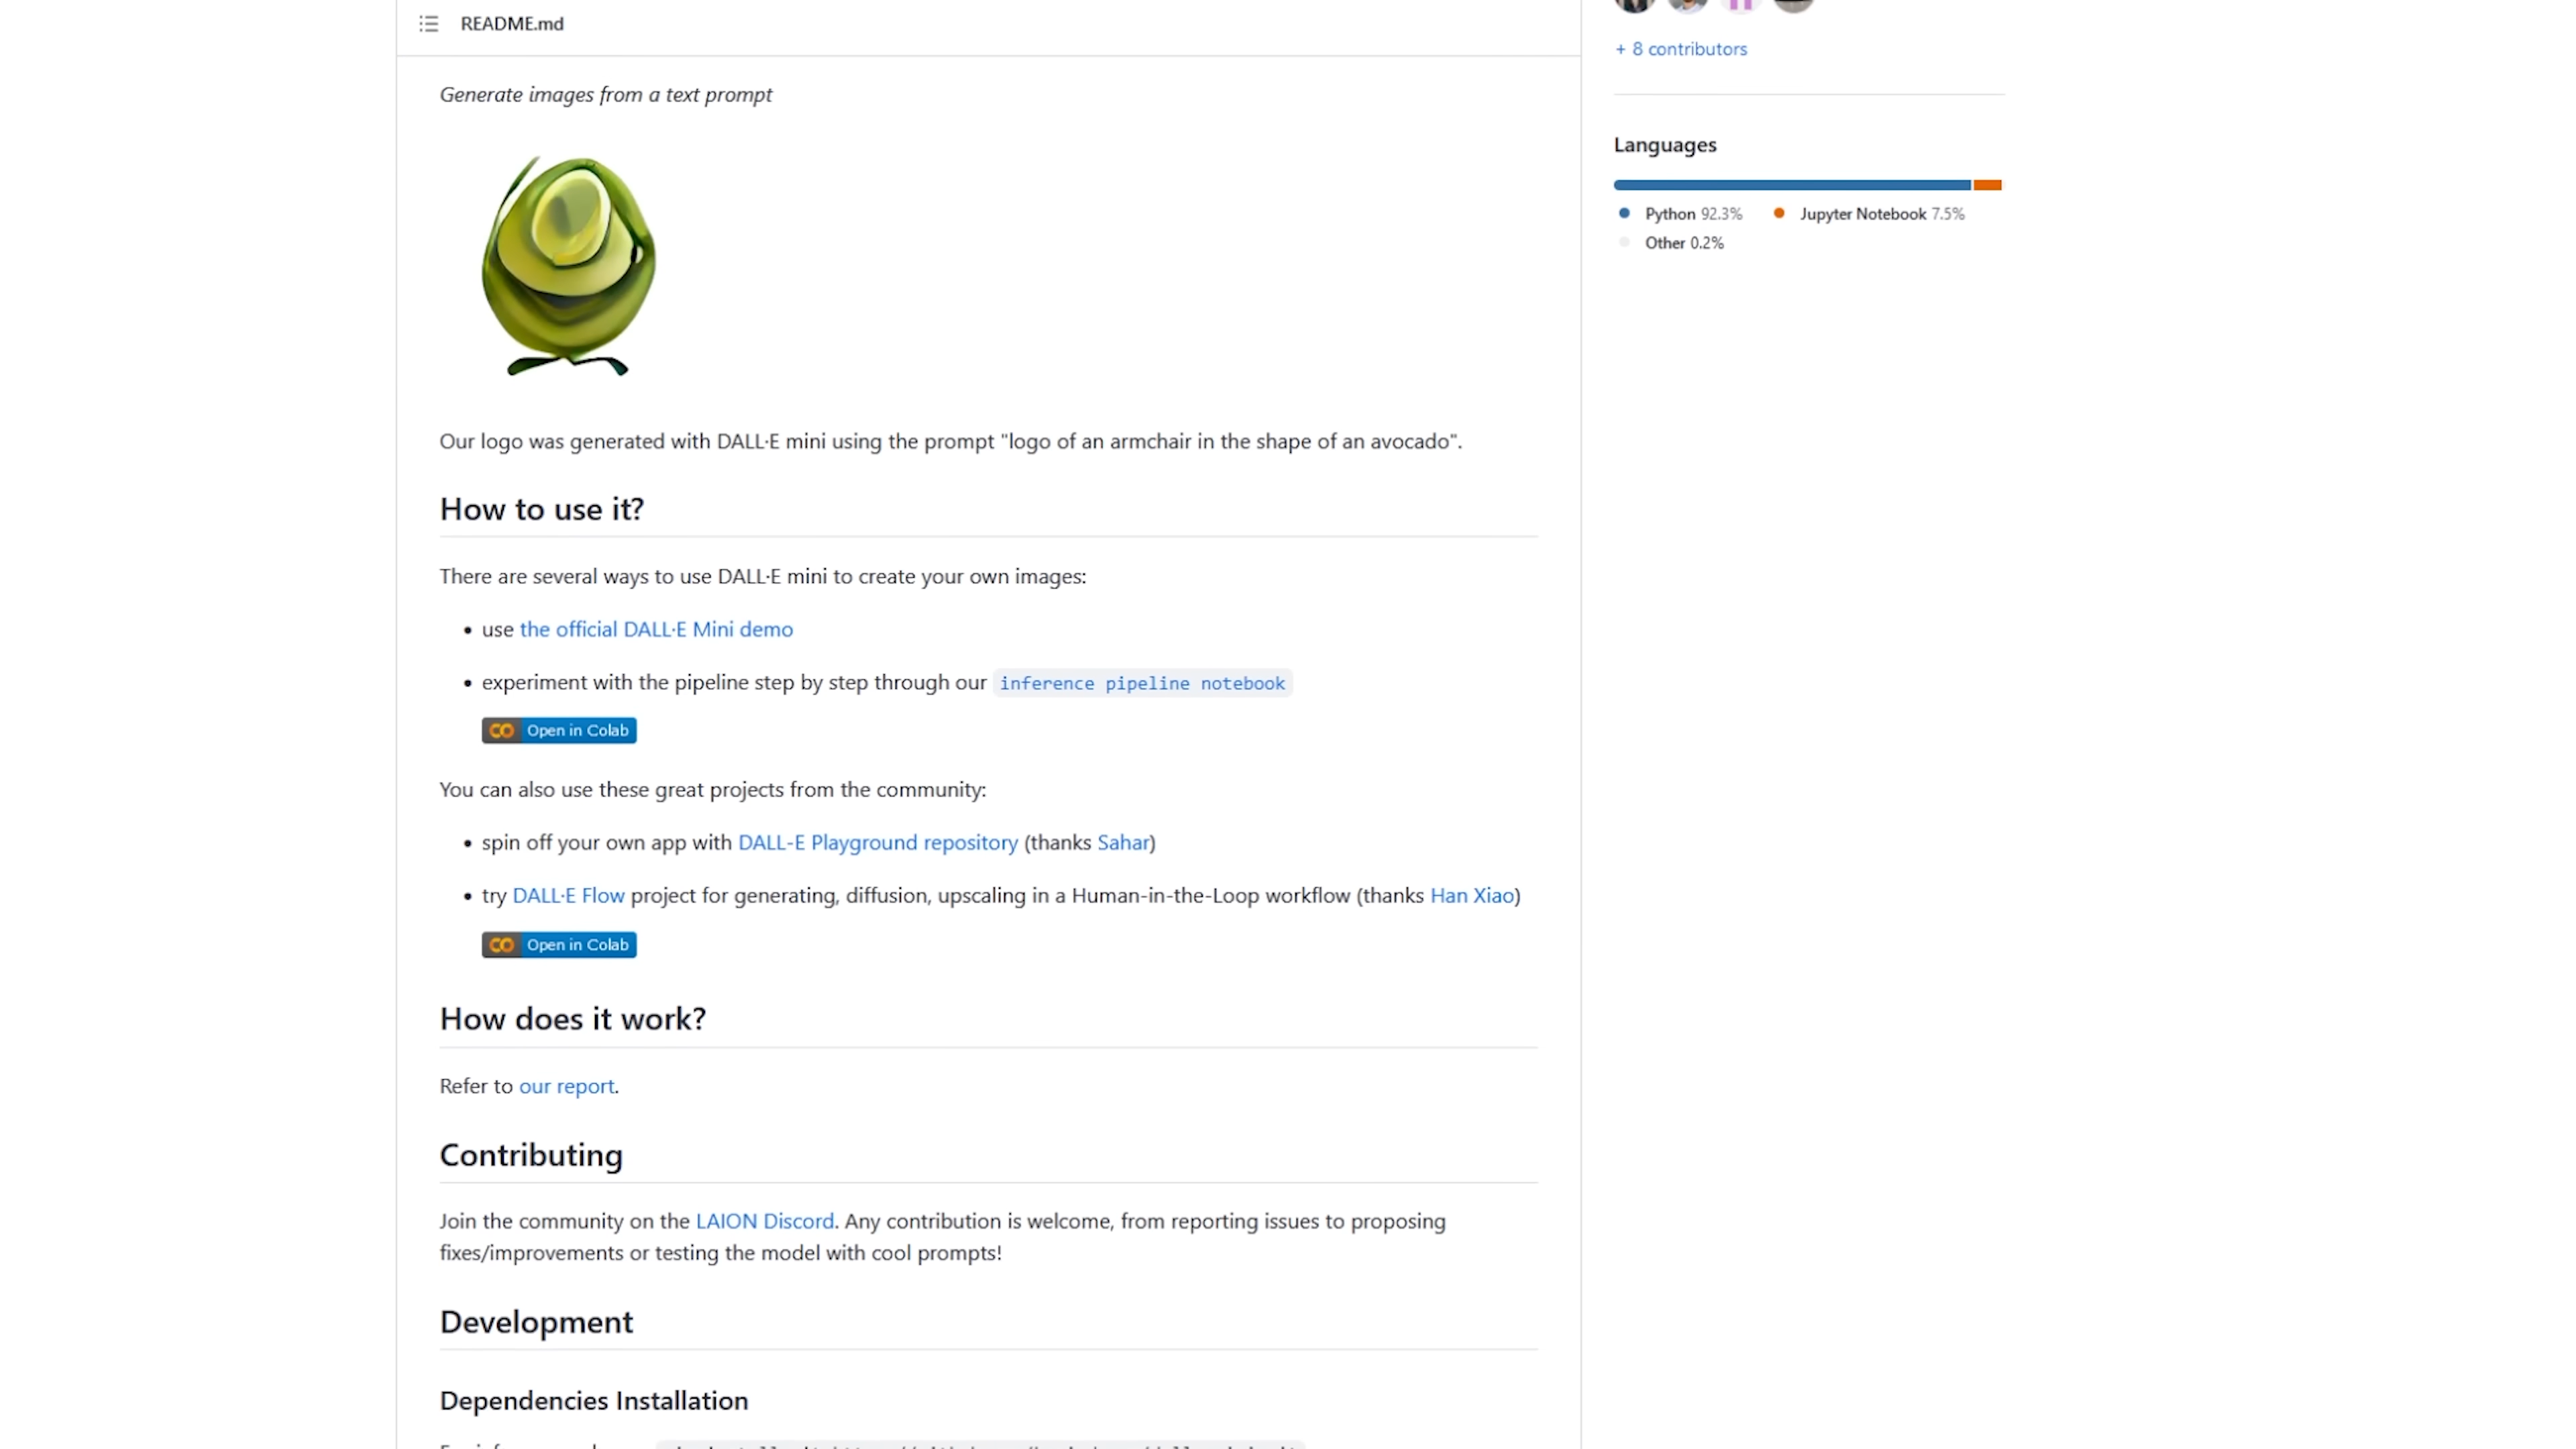 README.md
Generate images from a text prompt
Our logo was generated with DALL·E mini using the prompt "logo of an armchair in the shape of an avocado".
How to use it?
There are several ways to use DALL·E mini to create your own images:
• use the official DALL·E Mini demo
• experiment with the pipeline step by step through our inference pipeline notebook
Open in Colab
You can also use these great projects from the community:
• spin off your own app with DALL-E Playground repository (thanks Sahar)
• try DALL·E Flow project for generating, diffusion, upscaling in a Human-in-the-Loop workflow (thanks Han Xiao)
Open in Colab
How does it work?
Refer to our report.
Contributing
Join the community on the LAION Discord. Any contribution is welcome, from reporting issues to proposing
fixes/improvements or testing the model with cool prompts!
Development
Dependencies Installation
+ 8 contributors
Languages
Python 92.3% Jupyter Notebook 7.5%
Other 0.2%